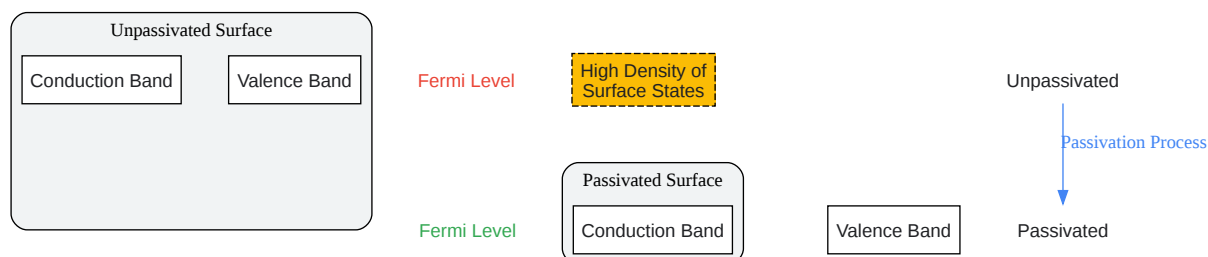 Unpassivated Surface
Conduction Band
Valence Band
Fermi Level
High Density of
Surface States
Unpassivated
Passivation Process
Passivated Surface
Fermi Level
Conduction Band
Valence Band
Passivated